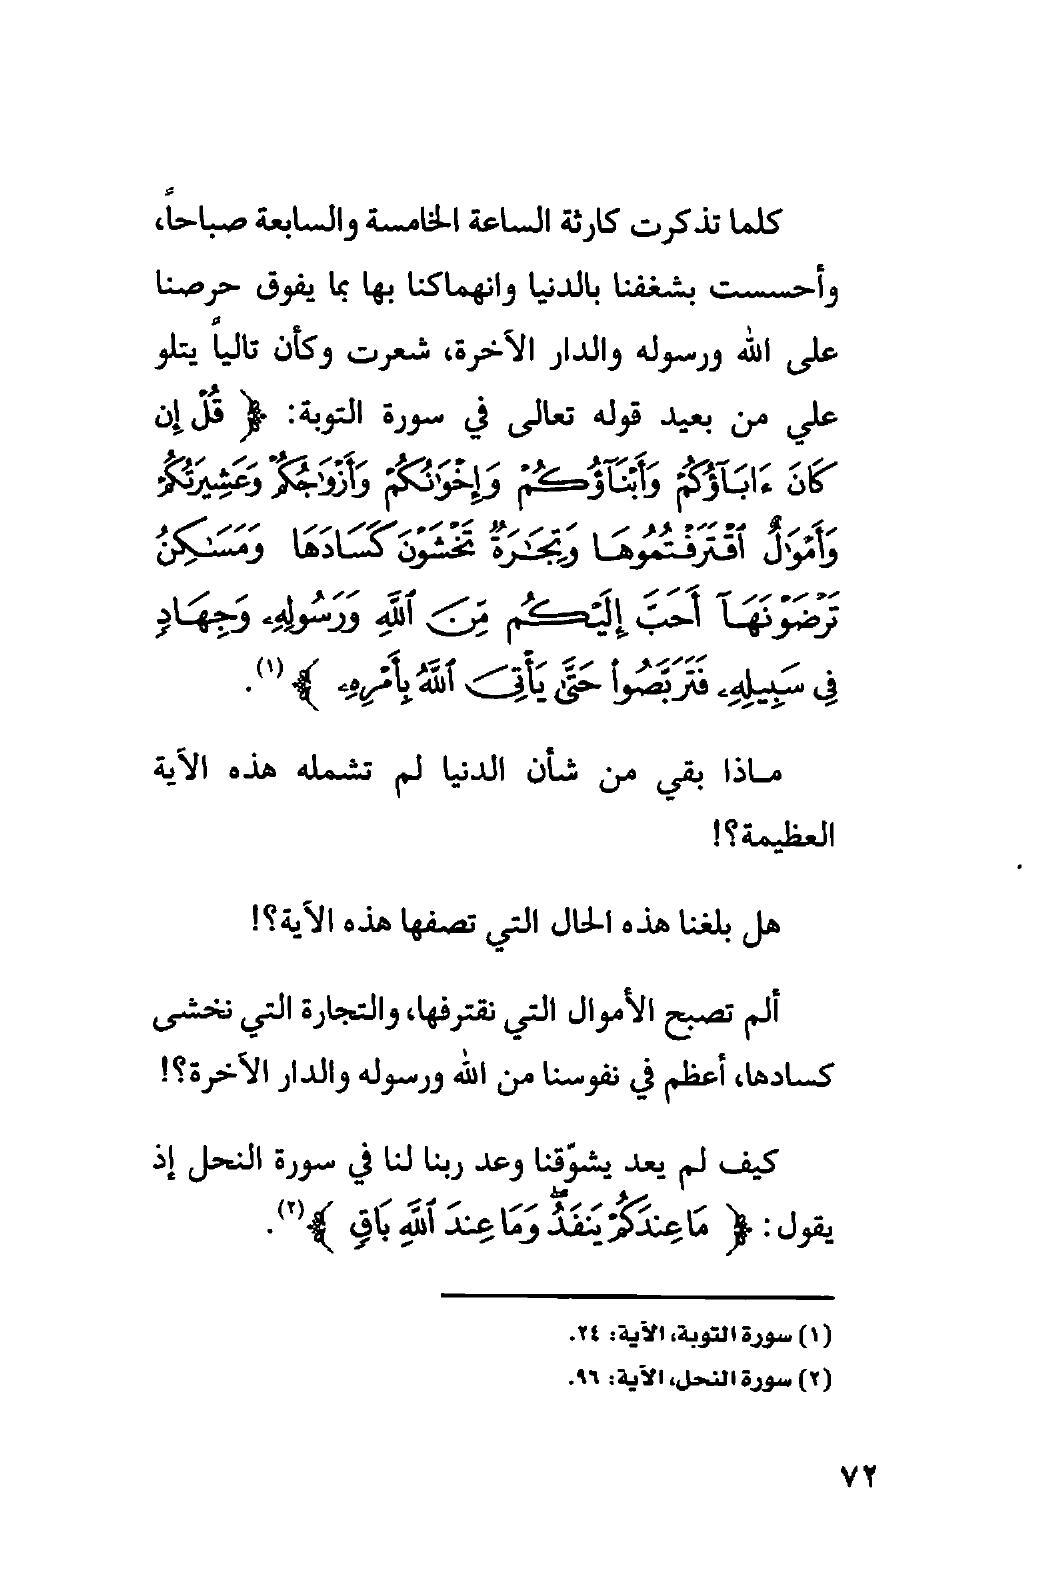 كلما تذكرت كارثة الساعة الخامسة والسابعة صباحاً،
وأحسست بشغفنا بالدنيا وانهماكنا بها بما يفوق حرصنا
على الله ورسوله والدار الآخرة، شعرت وكأن تالياً يتلو
علي من بعيد قوله تعالى في سورة التوبة: ﴿ قُلْ إِن
كَانَ ءَابَآؤُكُمْ وَأَبْنَآؤُكُمْ وَإِخْوَٰنُكُمْ وَأَزْوَٰجُكُمْ وَعَشِيرَتُكُمْ
وَأَمْوَٰلٌ ٱقْتَرَفْتُمُوهَا وَتِجَٰرَةٌ تَخْشَوْنَ كَسَادَهَا وَمَسَٰكِنُ
تَرْضَوْنَهَآ أَحَبَّ إِلَيْكُم مِّنَ ٱللَّهِ وَرَسُولِهِۦ وَجِهَادٍ
فِي سَبِيلِهِۦ فَتَرَبَّصُوا۟ حَتَّىٰ يَأْتِىَ ٱللَّهُ بِأَمْرِهِۦ ﴾(١).
ماذا بقي من شأن الدنيا لم تشمله هذه الآية
العظيمة؟!
هل بلغنا هذه الحال التي تصفها هذه الآية؟!
ألم تصبح الأموال التي نقترفها، والتجارة التي نخشى
كسادها، أعظم في نفوسنا من الله ورسوله والدار الآخرة؟!
كيف لم يعد يشوّقنا وعد ربنا لنا في سورة النحل إذ
يقول: ﴿ مَا عِندَكُمْ يَنفَدُ ۖ وَمَا عِندَ ٱللَّهِ بَاقٍ ﴾(٢).
(١) سورة التوبة، الآية: ٢٤.
(٢) سورة النحل، الآية: ٩٦.
٧٢